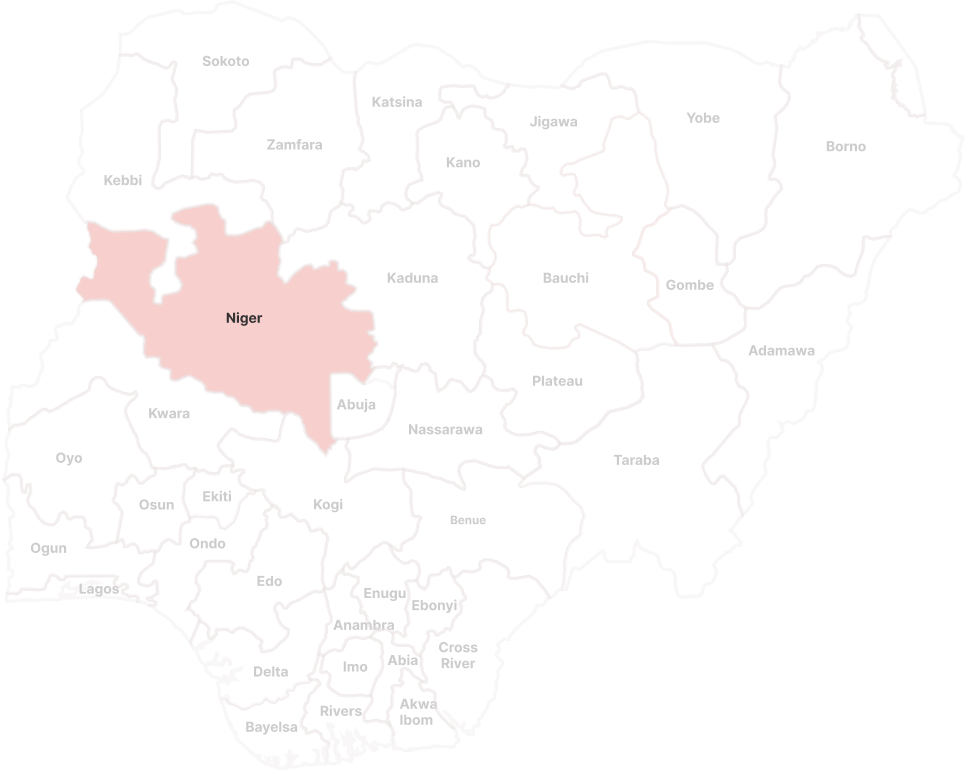 Sokoto
Katsina
Yobe
Jigawa
Zamfara
Borno
Kano
Kebbi
Kaduna
Bauchi
Gombe
Niger
Adamawa
Plateau
Abuja
Kwara
Nassarawa
Oyo
Taraba
Ekiti
Osun
Kogi
Benue
Ondo
Ogun
Edo
Lagos
Enugu
Ebonyi
Anambra
Cross
River
Abia
Imo
Delta
Akwa
Ibom
Rivers
Bayelsa